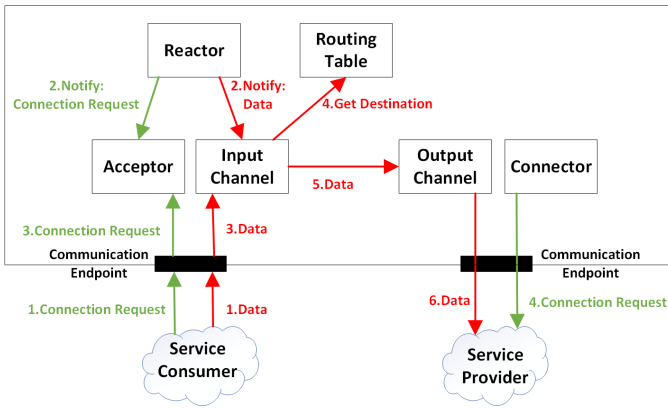 Reactor
Routing
Table
2.Notify:
Connection Request
2.Notify:
Data
4.Get Destination
Acceptor
Input
Channel
Output
Channel
Connector
5.Data
3.Connection Request
3.Data
Communication
Endpoint
Communication
Endpoint
1.Connection Request
1.Data
6.Data
4.Connection Request
Service
Consumer
Service
Provider